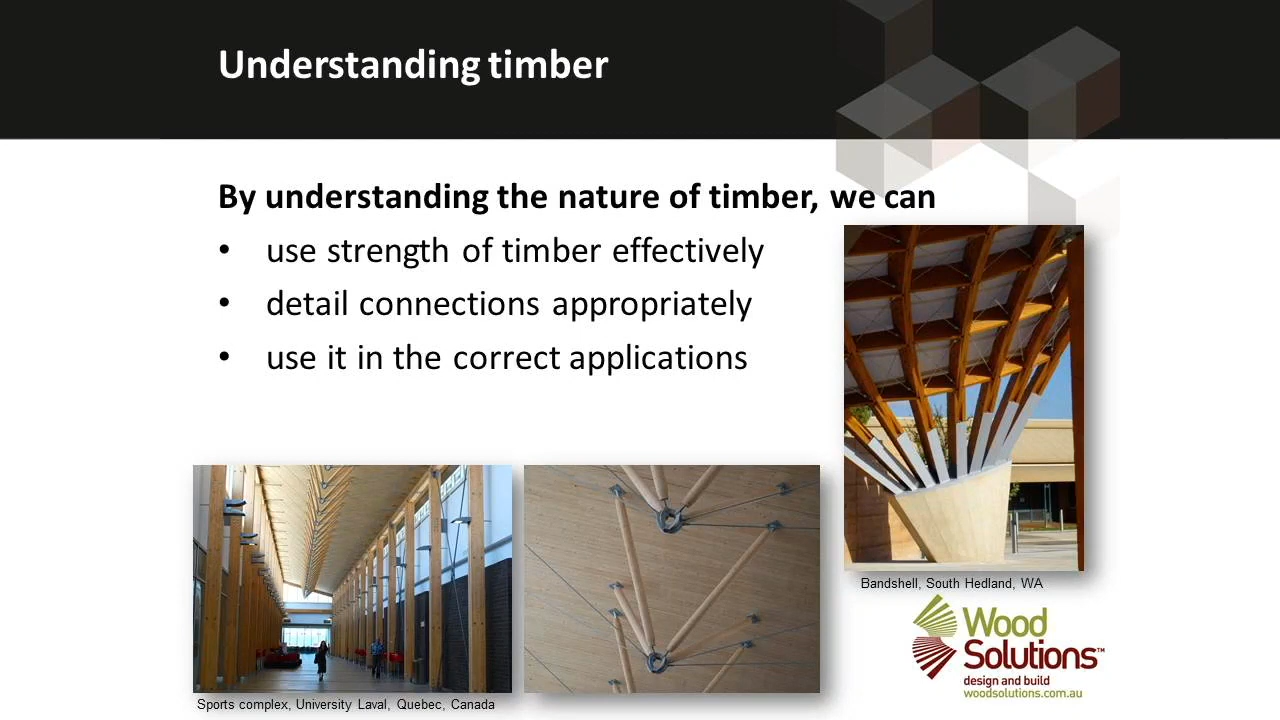 Understanding timber
By understanding the nature of timber, we can
• use strength of timber effectively
• detail connections appropriately
• use it in the correct applications
Bandshell, South Hedland, WA
Wood
Solutions™
design and build
woodsolutions.com.au
Sports complex, University Laval, Quebec, Canada